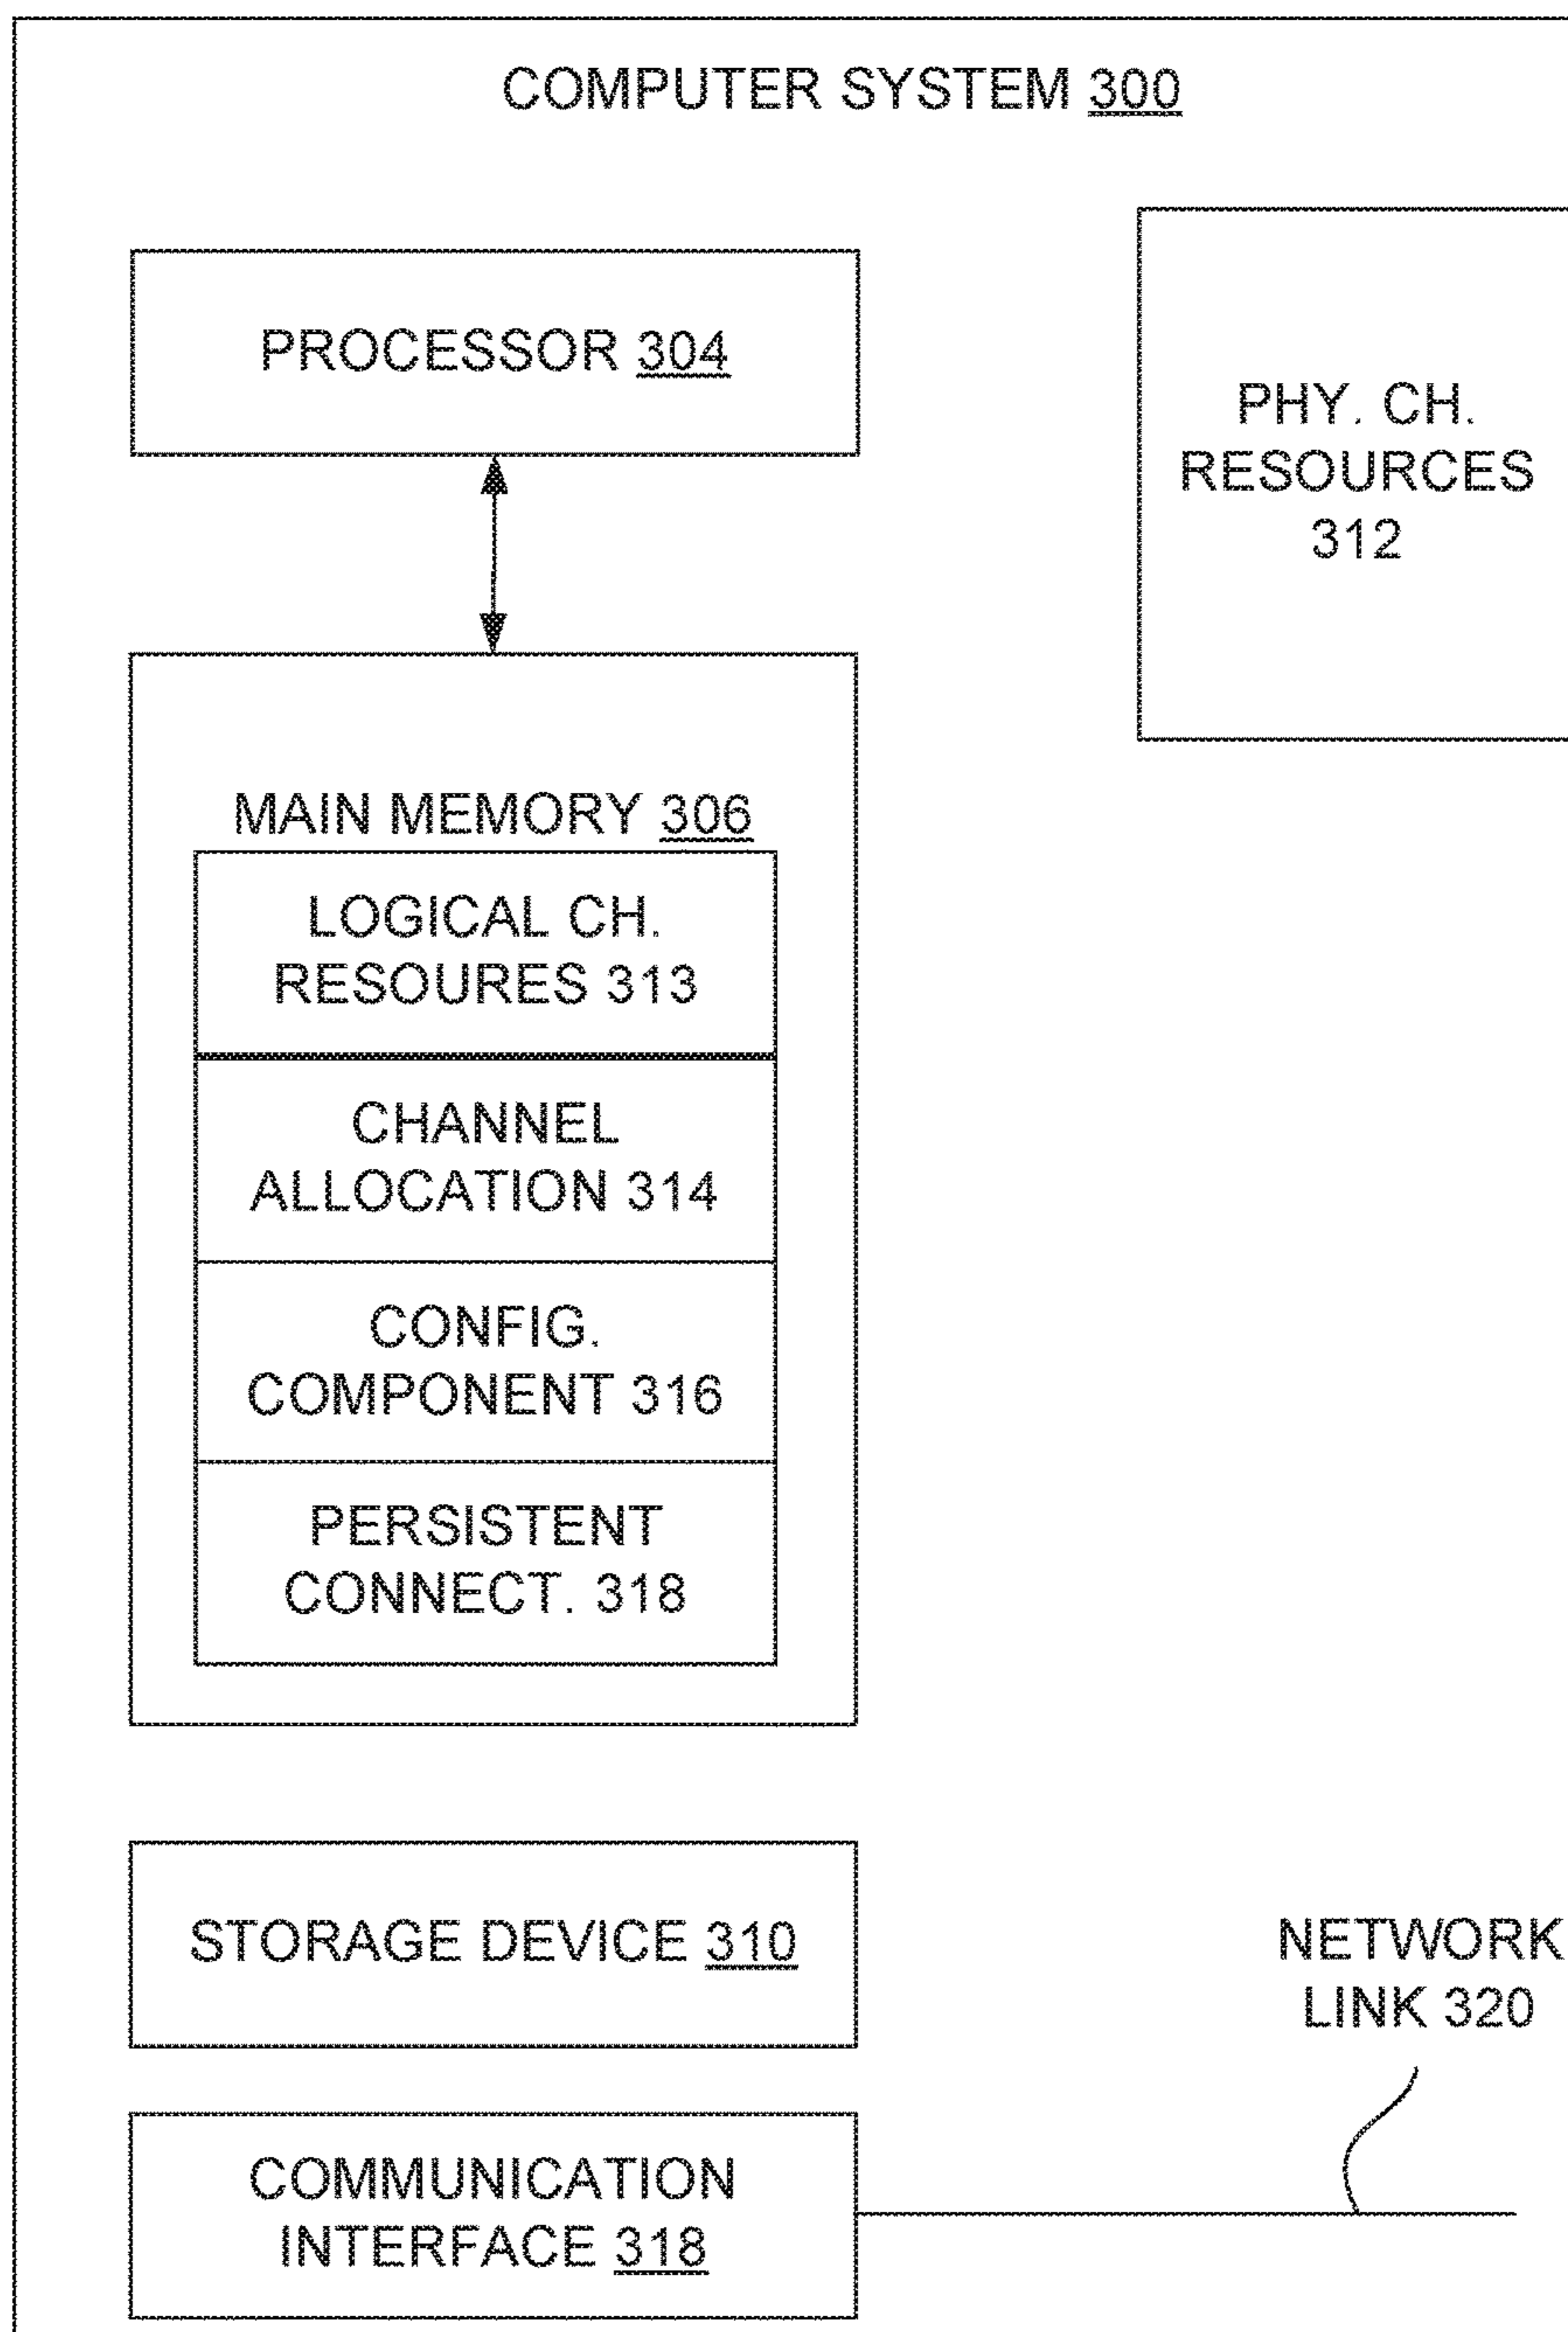 COMPUTER SYSTEM 300
PROCESSOR 304
PHY. CH.
RESOURCES
312
MAIN MEMORY 306
LOGICAL CH.
RESOURES 313
CHANNEL
ALLOCATION 314
CONFIG.
COMPONENT 316
PERSISTENT
CONNECT. 318
STORAGE DEVICE 310
NETWORK
LINK 320
COMMUNICATION
INTERFACE 318